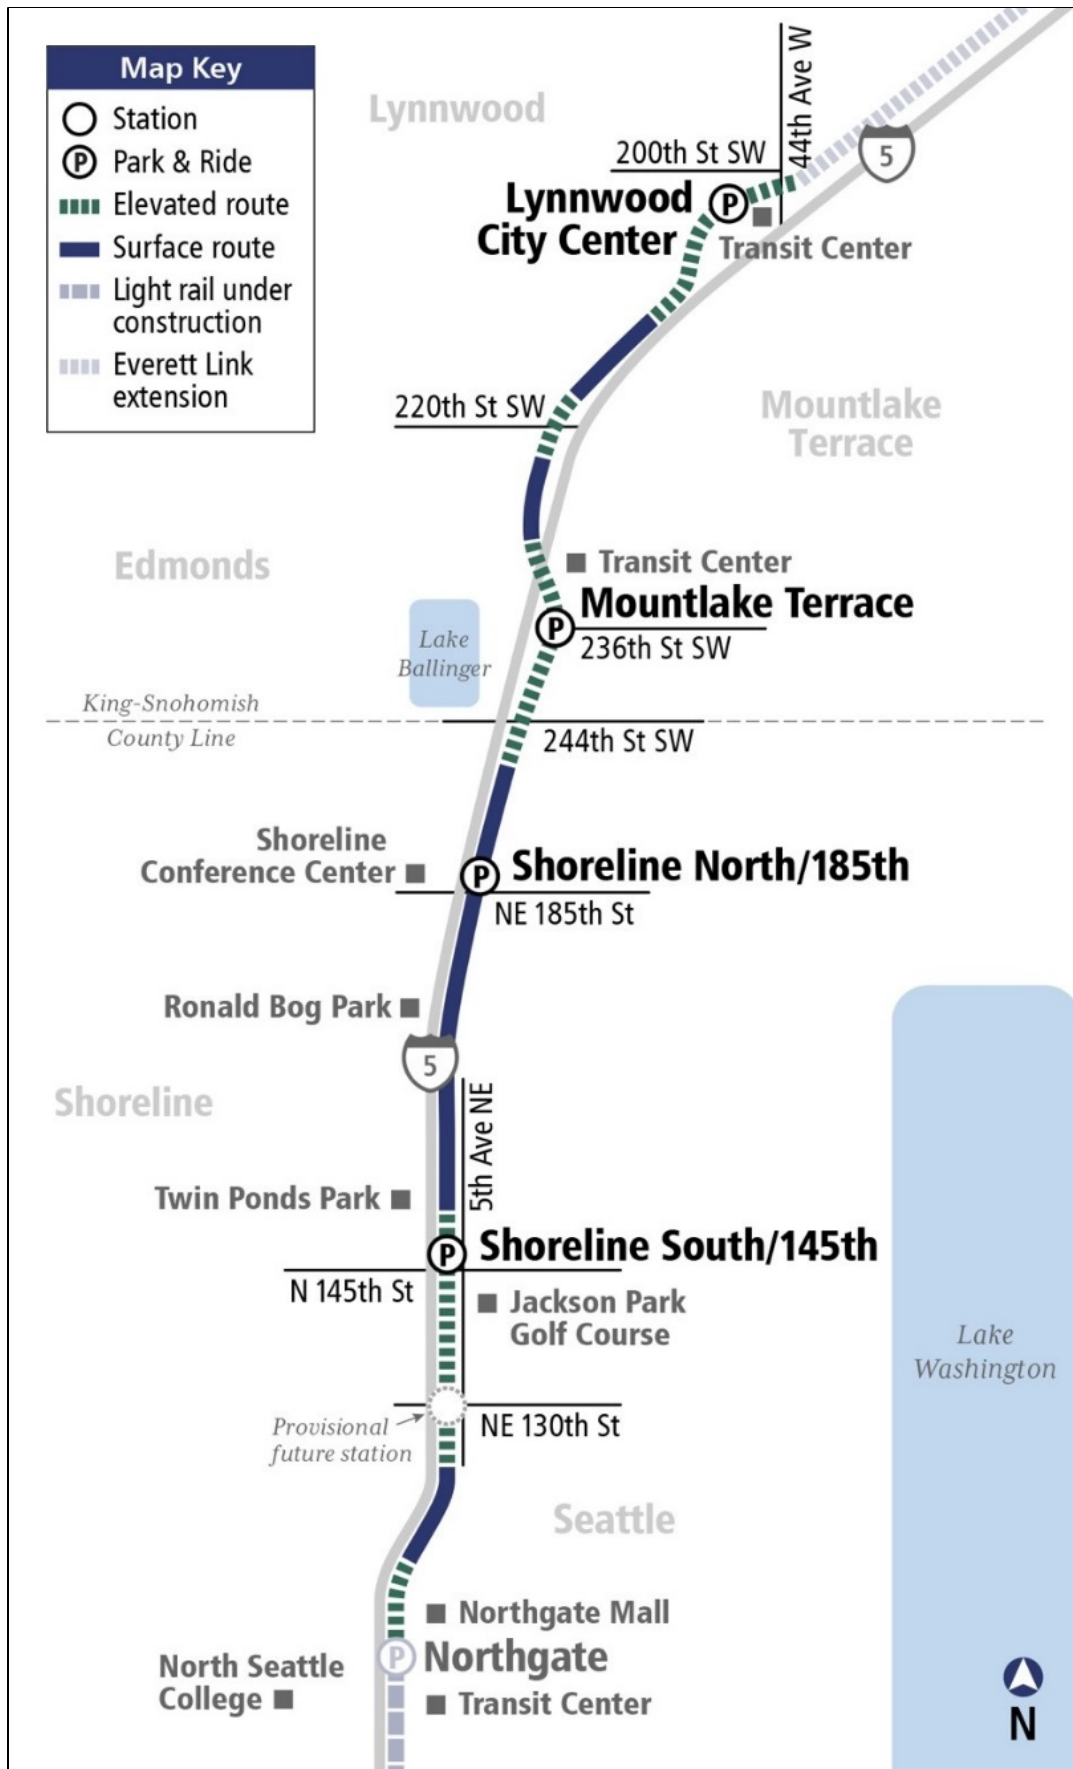 Map Key
Station
P Park & Ride
Elevated route
Surface route
Light rail under
construction
Everett Link
extension
Lynnwood
44th Ave W
200th St SW
5
Lynnwood
City Center
P
Transit Center
220th St SW
Mountlake
Terrace
Edmonds
Transit Center
Mountlake Terrace
P
236th St SW
Lake
Ballinger
King-Snohomish
County Line
244th St SW
Shoreline
Conference Center
P
Shoreline North/185th
NE 185th St
Ronald Bog Park
5
Shoreline
5th Ave NE
Twin Ponds Park
P
Shoreline South/145th
N 145th St
Jackson Park
Golf Course
Lake
Washington
Provisional
future station
NE 130th St
Seattle
Northgate Mall
P
Northgate
North Seattle
College
Transit Center
N